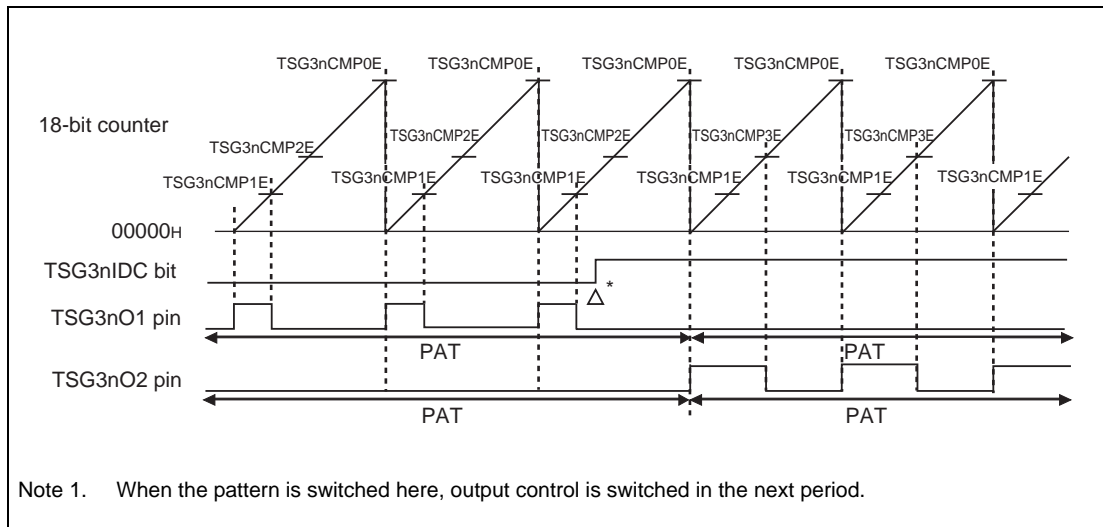 TSG3nCMP0E TSG3nCMP0E TSG3nCMP0E TSG3nCMP0E TSG3nCMP0E
18-bit counter
TSG3nCMP2E TSG3nCMP2E TSG3nCMP2E TSG3nCMP3E TSG3nCMP3E
TSG3nCMP1E TSG3nCMP1E TSG3nCMP1E TSG3nCMP1E TSG3nCMP1E TSG3nCMP1E
00000H
TSG3nIDC bit
*
TSG3nO1 pin
PAT PAT
TSG3nO2 pin
PAT PAT
Note 1. When the pattern is switched here, output control is switched in the next period.